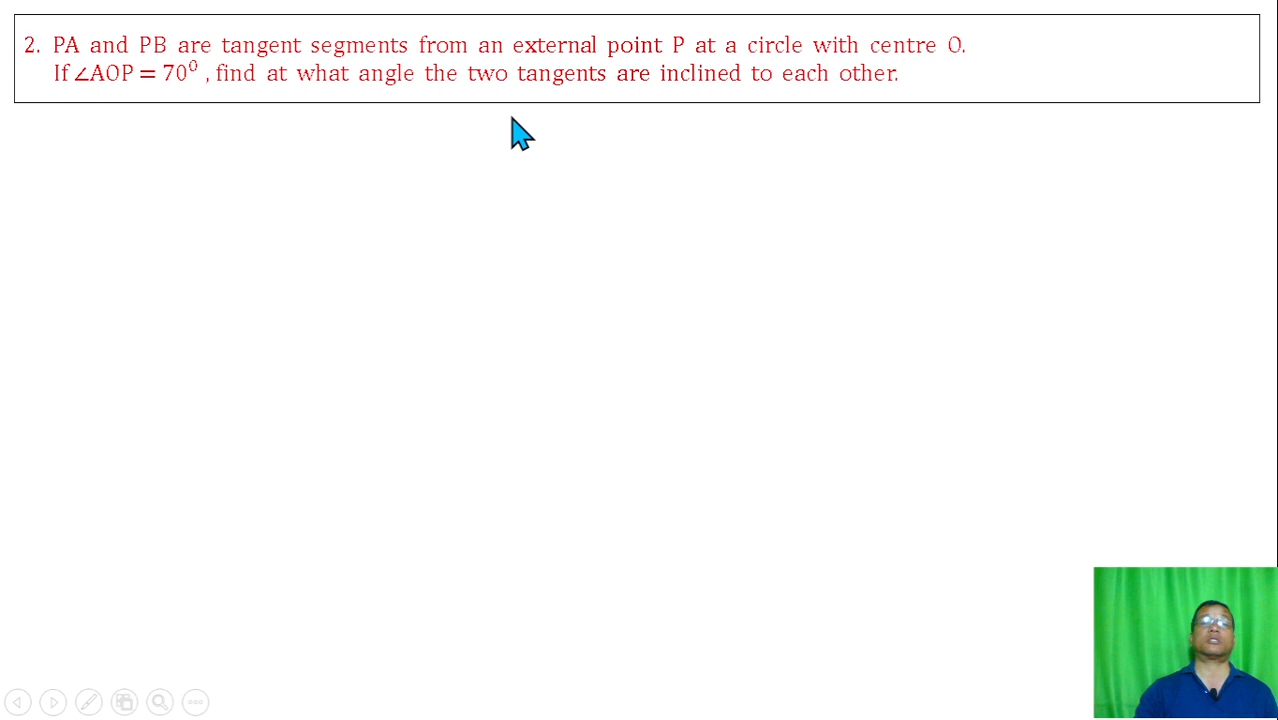 2. PA and PB are tangent segments from an external point P at a circle with centre O.
If ∠AOP = 70⁰ , find at what angle the two tangents are inclined to each other.